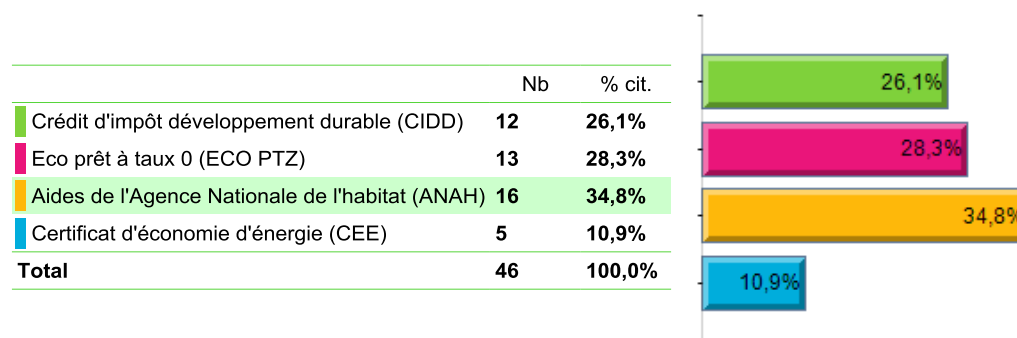 Nb % cit.
Crédit d'impôt développement durable (CIDD) 12 26,1%
Eco prêt à taux 0 (ECO PTZ) 13 28,3%
Aides de l'Agence Nationale de l'habitat (ANAH) 16 34,8%
Certificat d'économie d'énergie (CEE) 5 10,9%
Total 46 100,0%
26,1%
28,3%
34,8%
10,9%